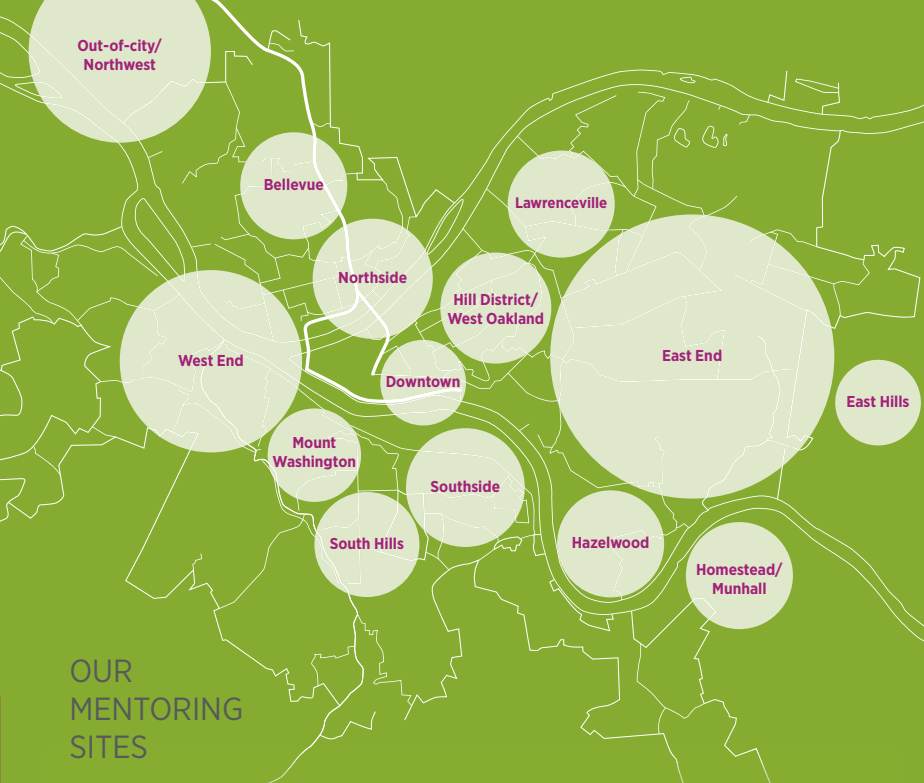 Out-of-city/
Northwest
Bellevue
Lawrenceville
Northside
Hill District/
West Oakland
West End
East End
Downtown
East Hills
Mount
Washington
Southside
South Hills
Hazelwood
Homestead/
Munhall
OUR
MENTORING
SITES